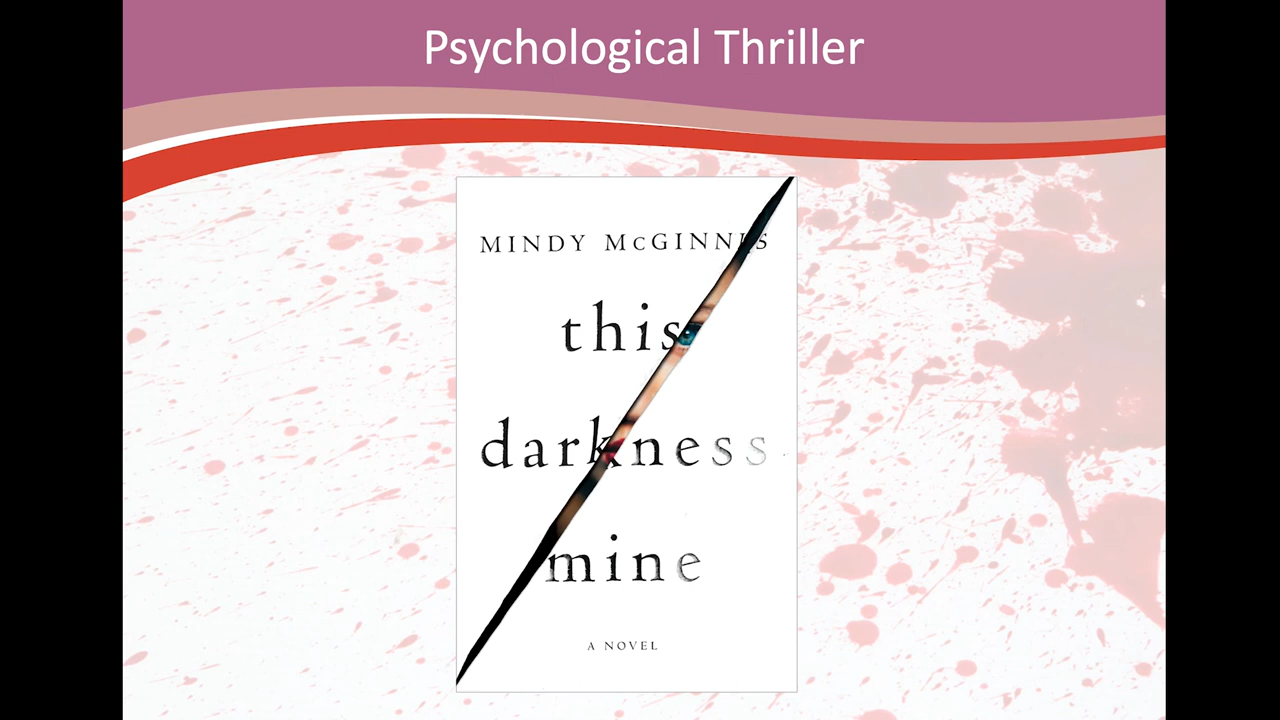 Psychological Thriller
MINDY McGINNIS
this
darkness
mine
A NOVEL